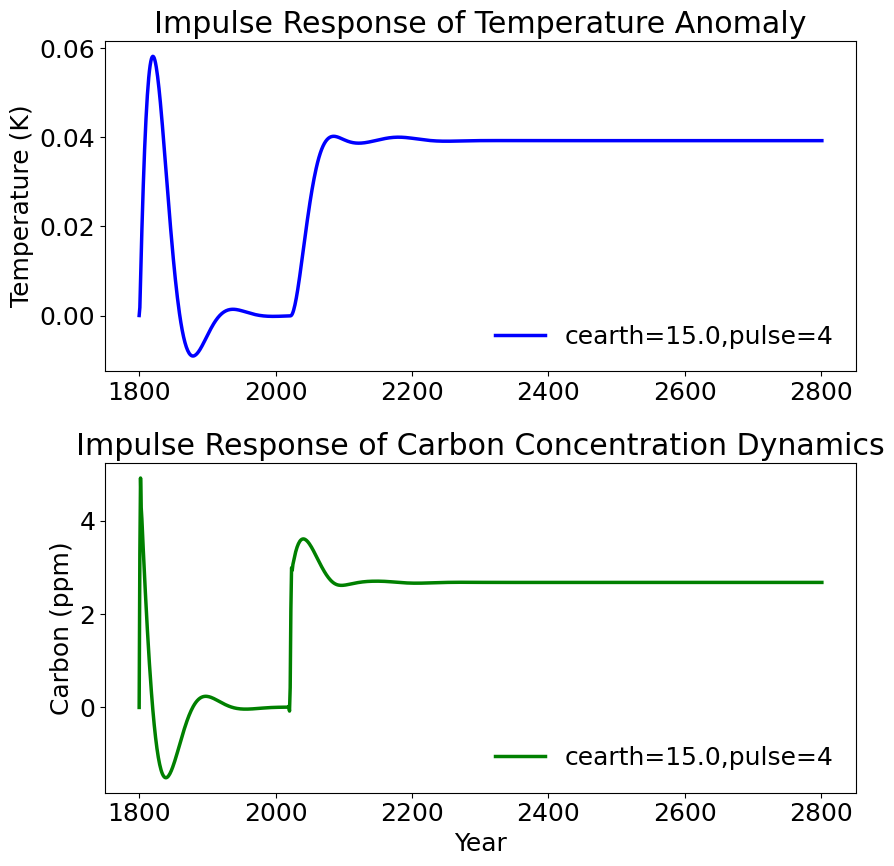 Impulse Response of Temperature Anomaly
Temperature (K)
0.06
0.04
0.02
0.00
cearth=15.0,pulse=4
1800 2000 2200 2400 2600 2800
Impulse Response of Carbon Concentration Dynamics
Carbon (ppm)
4
2
0
cearth=15.0,pulse=4
1800 2000 2200 2400 2600 2800
Year